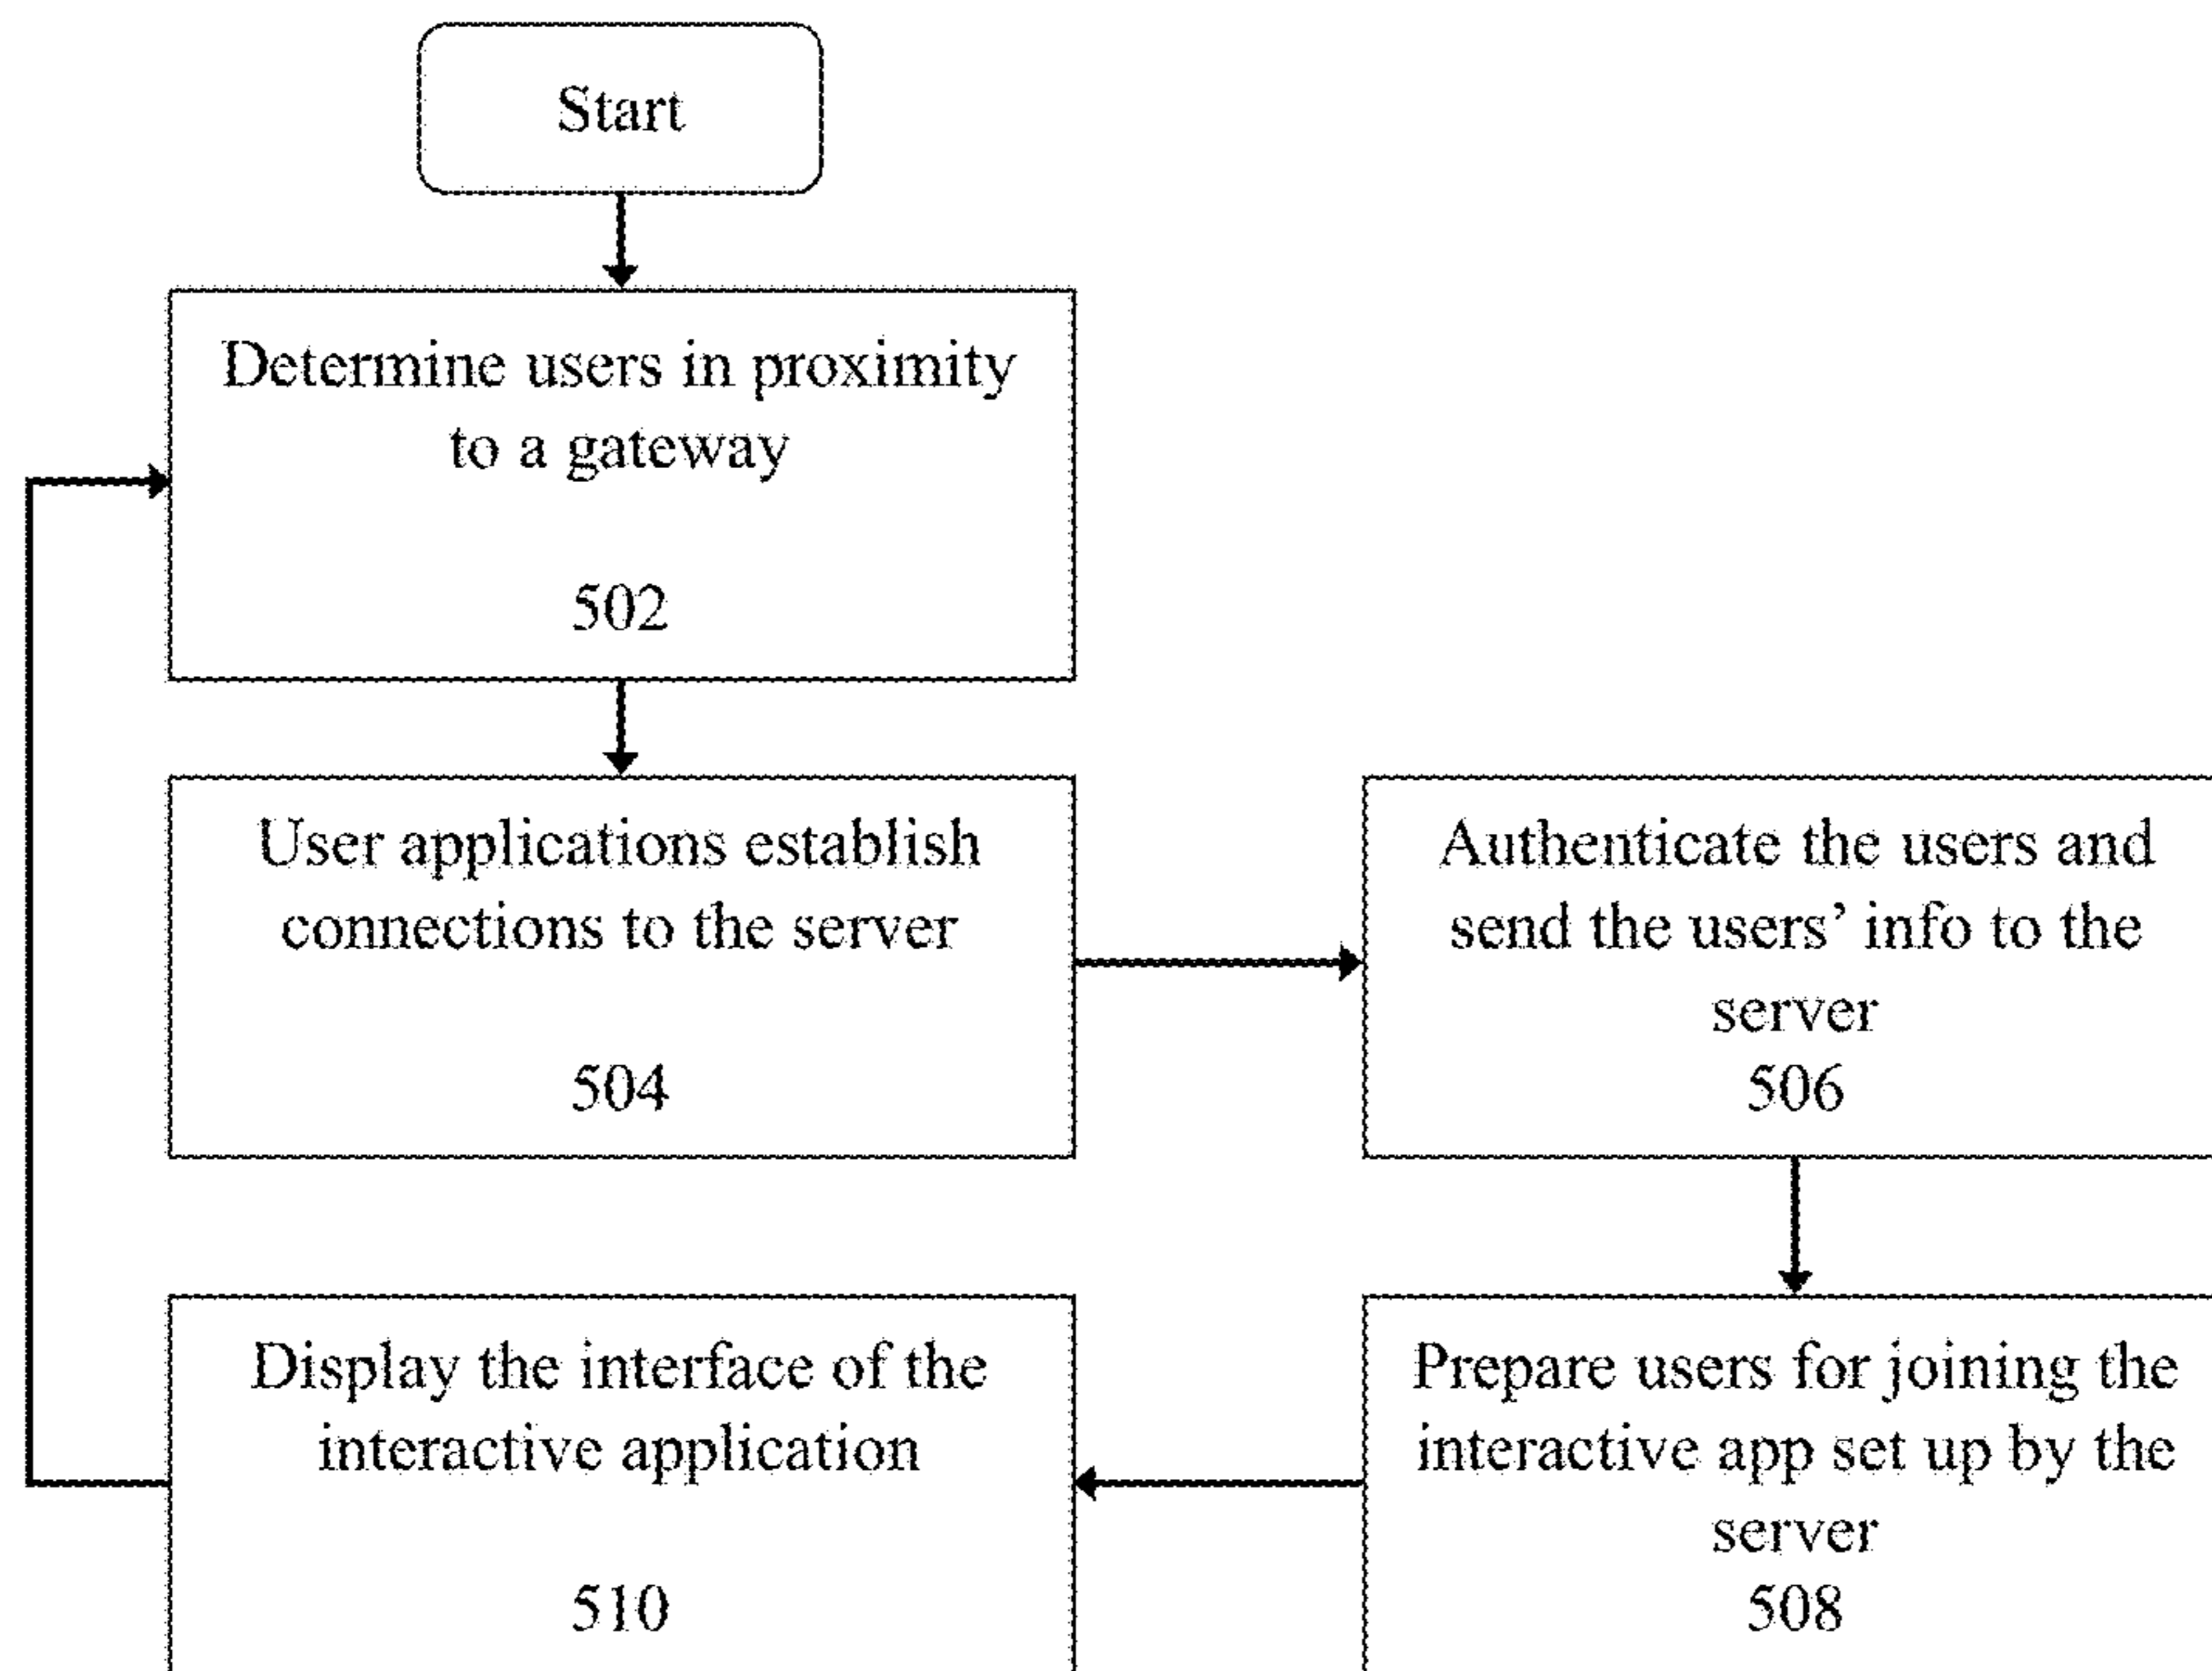 Start
Determine users in proximity
to a gateway
502
User applications establish
connections to the server
504
Authenticate the users and
send the users’ info to the
server
506
Prepare users for joining the
interactive app set up by the
server
508
Display the interface of the
interactive application
510